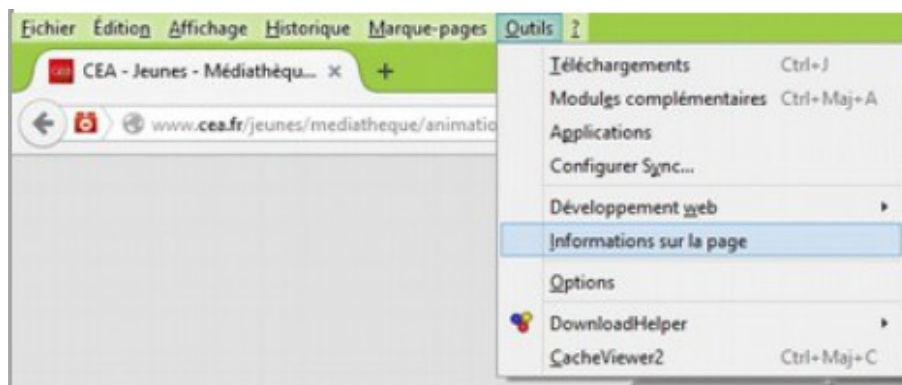 Fichier Édition Affichage Historique Marque-pages Outils ?
CEA - Jeunes - Médiathèqu... × +
www.cea.fr/jeunes/mediatheque/animatio
Téléchargements Ctrl+J
Modules complémentaires Ctrl+Maj+A
Applications
Configurer Sync...
Développement web
Informations sur la page
Options
DownloadHelper
CacheViewer2 Ctrl+Maj+C